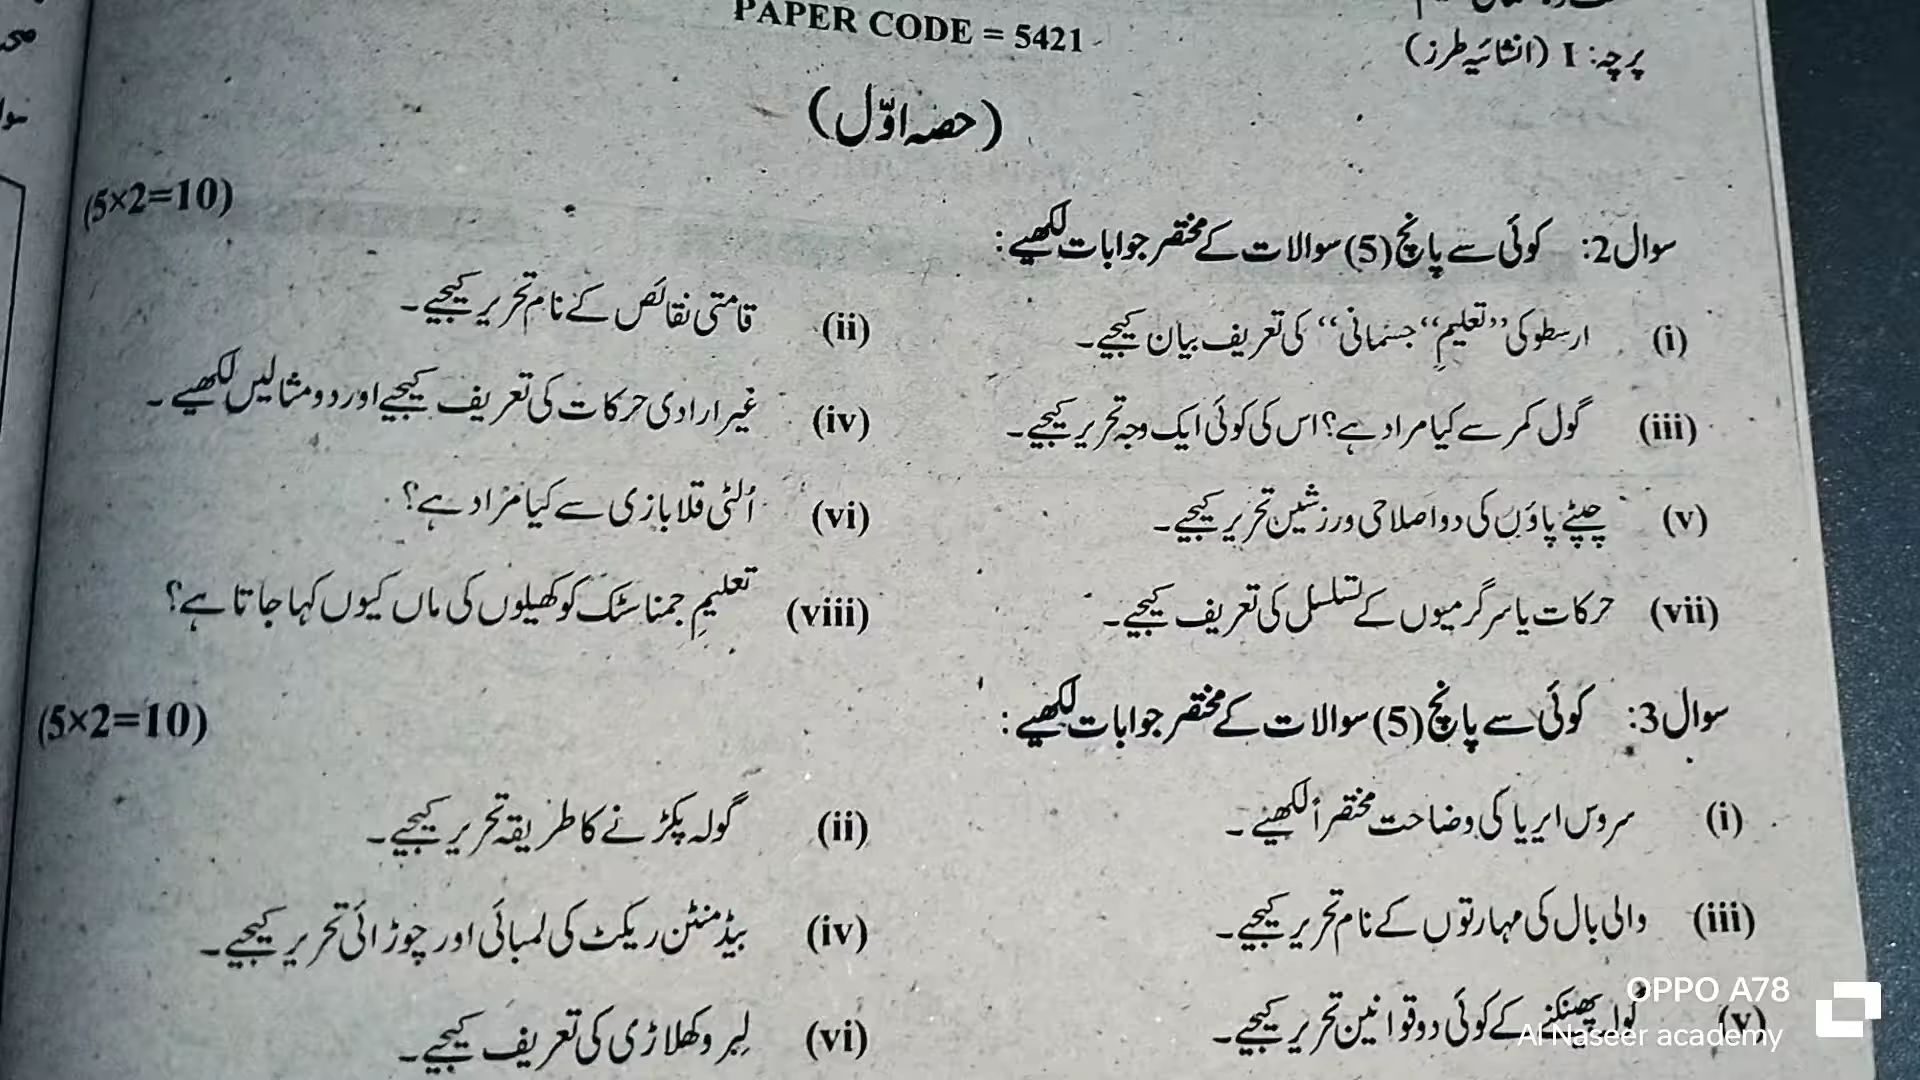 PAPER CODE = 5421
پرچہ: I (انشائیہ طرز)
(حصہ اوّل)
سوال 2: کوئی سے پانچ (5) سوالات کے مختصر جوابات لکھیے: (5×2=10)
(i) ارسطو کی ’’تعلیمِ‘‘ جسمانی‘‘ کی تعریف بیان کیجیے۔ (ii) قامتی نقائص کے نام تحریر کیجیے۔
(iii) گول کمر سے کیا مراد ہے؟ اس کی کوئی ایک وجہ تحریر کیجیے۔ (iv) غیر ارادی حرکات کی تعریف کیجیے اور دو مثالیں لکھیے۔
(v) چپٹے پاؤں کی دو اصلاحی ورزشیں تحریر کیجیے۔ (vi) اُلٹی قلابازی سے کیا مراد ہے؟
(vii) حرکات یا سرگرمیوں کے تسلسل کی تعریف کیجیے۔ (viii) تعلیمِ جمناسٹک کو کھیلوں کی ماں کیوں کہا جاتا ہے؟
سوال 3: کوئی سے پانچ (5) سوالات کے مختصر جوابات لکھیے: (5×2=10)
(i) سروس ایریا کی وضاحت مختصراً لکھیے۔ (ii) گولہ پکڑنے کا طریقہ تحریر کیجیے۔
(iii) والی بال کی مہارتوں کے نام تحریر کیجیے۔ (iv) بیڈمنٹن ریکٹ کی لمبائی اور چوڑائی تحریر کیجیے۔
(v) گولہ پھینکنے کے کوئی دو قوانین تحریر کیجیے۔ (vi) لبرو کھلاڑی کی تعریف کیجیے۔
OPPO A78
Al Naseer academy